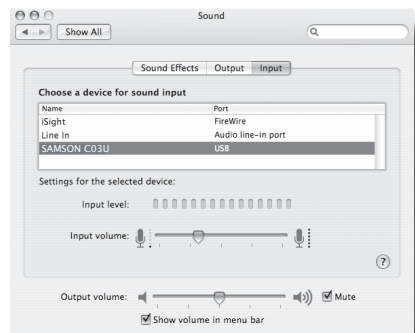 Sound
Show All
Sound Effects Output Input
Choose a device for sound input
Name Port
iSight FireWire
Line In Audio line-in port
SAMSON C03U USB
Settings for the selected device:
Input level:
Input volume:
?
Output volume: Mute
Show volume in menu bar